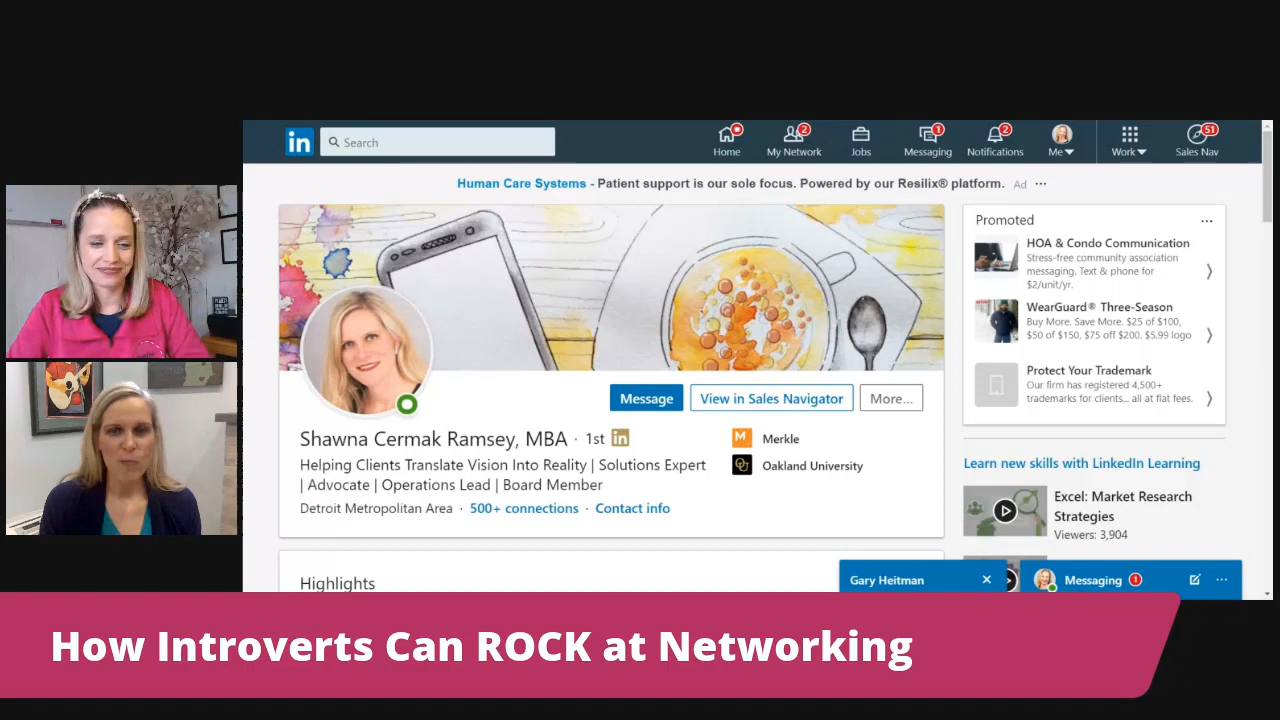 in
Search
Home
2
My Network
Jobs
1
Messaging
2
Notifications
Me
Work
51
Sales Nav
Human Care Systems - Patient support is our sole focus. Powered by our Resilix® platform. Ad ...
Promoted ...
HOA & Condo Communication
Stress-free community association
messaging. Text & phone for
$2/unit/yr.
WearGuard® Three-Season
Buy More. Save More. $25 of $100,
$50 of $150, $75 off $200. $5.99 logo
Protect Your Trademark
Our firm has registered 4,500+
trademarks for clients... all at flat fees.
Message
View in Sales Navigator
More...
Shawna Cermak Ramsey, MBA · 1st in
Helping Clients Translate Vision Into Reality | Solutions Expert
| Advocate | Operations Lead | Board Member
Detroit Metropolitan Area · 500+ connections · Contact info
M.
Merkle
OU
Oakland University
Learn new skills with LinkedIn Learning
Excel: Market Research
Strategies
Viewers: 3,904
Highlights
Gary Heitman
Messaging 1 ...
How Introverts Can ROCK at Networking